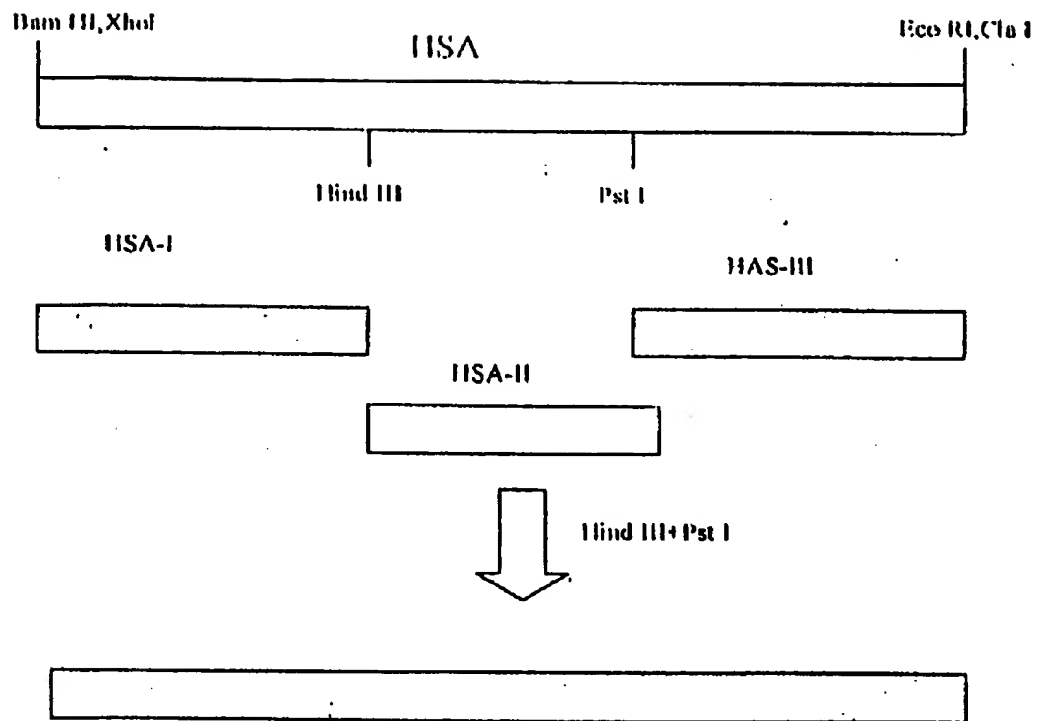 Bam HI,XhoI
Eco RI,Cla I
HSA
Hind III
Pst I
HSA-I
HAS-III
HSA-II
Hind III+Pst I